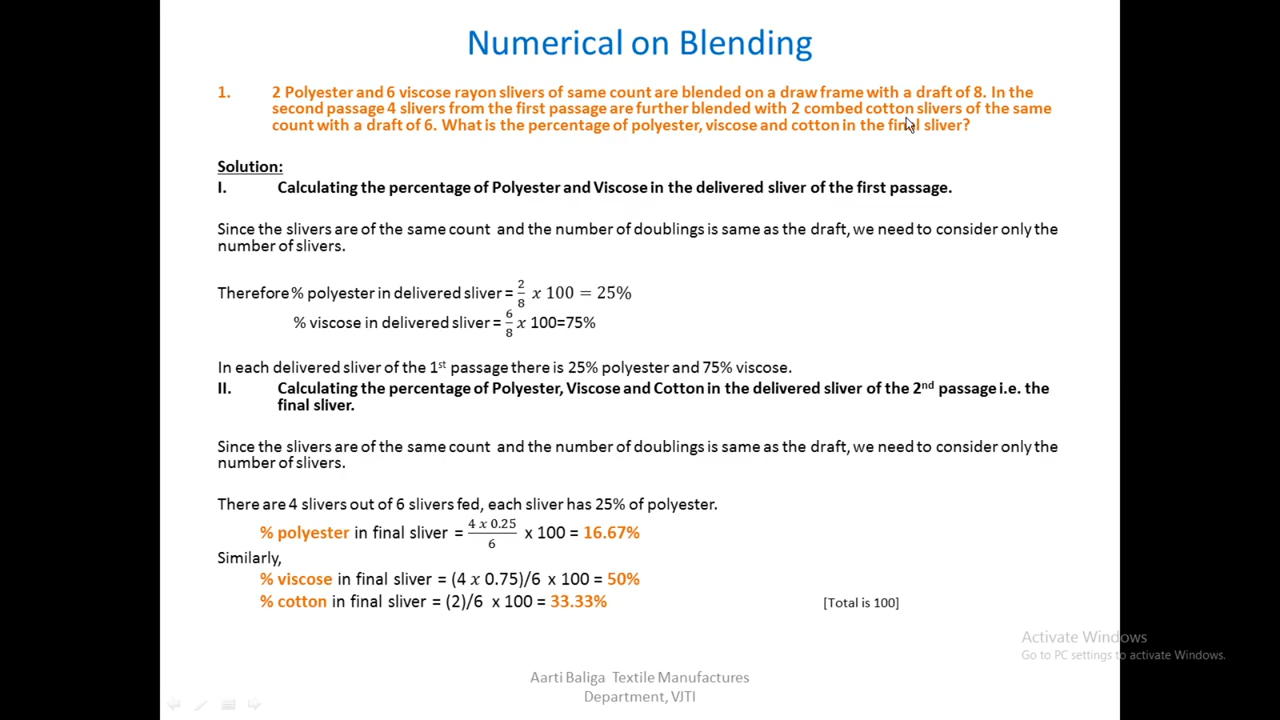 Numerical on Blending
1. 2 Polyester and 6 viscose rayon slivers of same count are blended on a draw frame with a draft of 8. In the
second passage 4 slivers from the first passage are further blended with 2 combed cotton slivers of the same
count with a draft of 6. What is the percentage of polyester, viscose and cotton in the final sliver?
Solution:
I. Calculating the percentage of Polyester and Viscose in the delivered sliver of the first passage.
Since the slivers are of the same count and the number of doublings is same as the draft, we need to consider only the
number of slivers.
Therefore % polyester in delivered sliver = 2/8 x 100 = 25%
% viscose in delivered sliver = 6/8 x 100=75%
In each delivered sliver of the 1st passage there is 25% polyester and 75% viscose.
II. Calculating the percentage of Polyester, Viscose and Cotton in the delivered sliver of the 2nd passage i.e. the
final sliver.
Since the slivers are of the same count and the number of doublings is same as the draft, we need to consider only the
number of slivers.
There are 4 slivers out of 6 slivers fed, each sliver has 25% of polyester.
% polyester in final sliver = (4 x 0.25)/6 x 100 = 16.67%
Similarly,
% viscose in final sliver = (4 x 0.75)/6 x 100 = 50%
% cotton in final sliver = (2)/6 x 100 = 33.33% [Total is 100]
Activate Windows
Go to PC settings to activate Windows.
Aarti Baliga Textile Manufactures
Department, VJTI